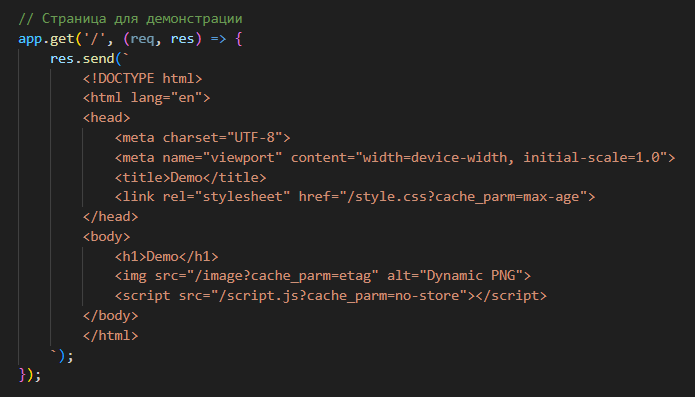 // Страница для демонстрации
app.get('/', (req, res) => {
    res.send(`
        <!DOCTYPE html>
        <html lang="en">
        <head>
            <meta charset="UTF-8">
            <meta name="viewport" content="width=device-width, initial-scale=1.0">
            <title>Demo</title>
            <link rel="stylesheet" href="/style.css?cache_parm=max-age">
        </head>
        <body>
            <h1>Demo</h1>
            <img src="/image?cache_parm=etag" alt="Dynamic PNG">
            <script src="/script.js?cache_parm=no-store"></script>
        </body>
        </html>
    `);
});